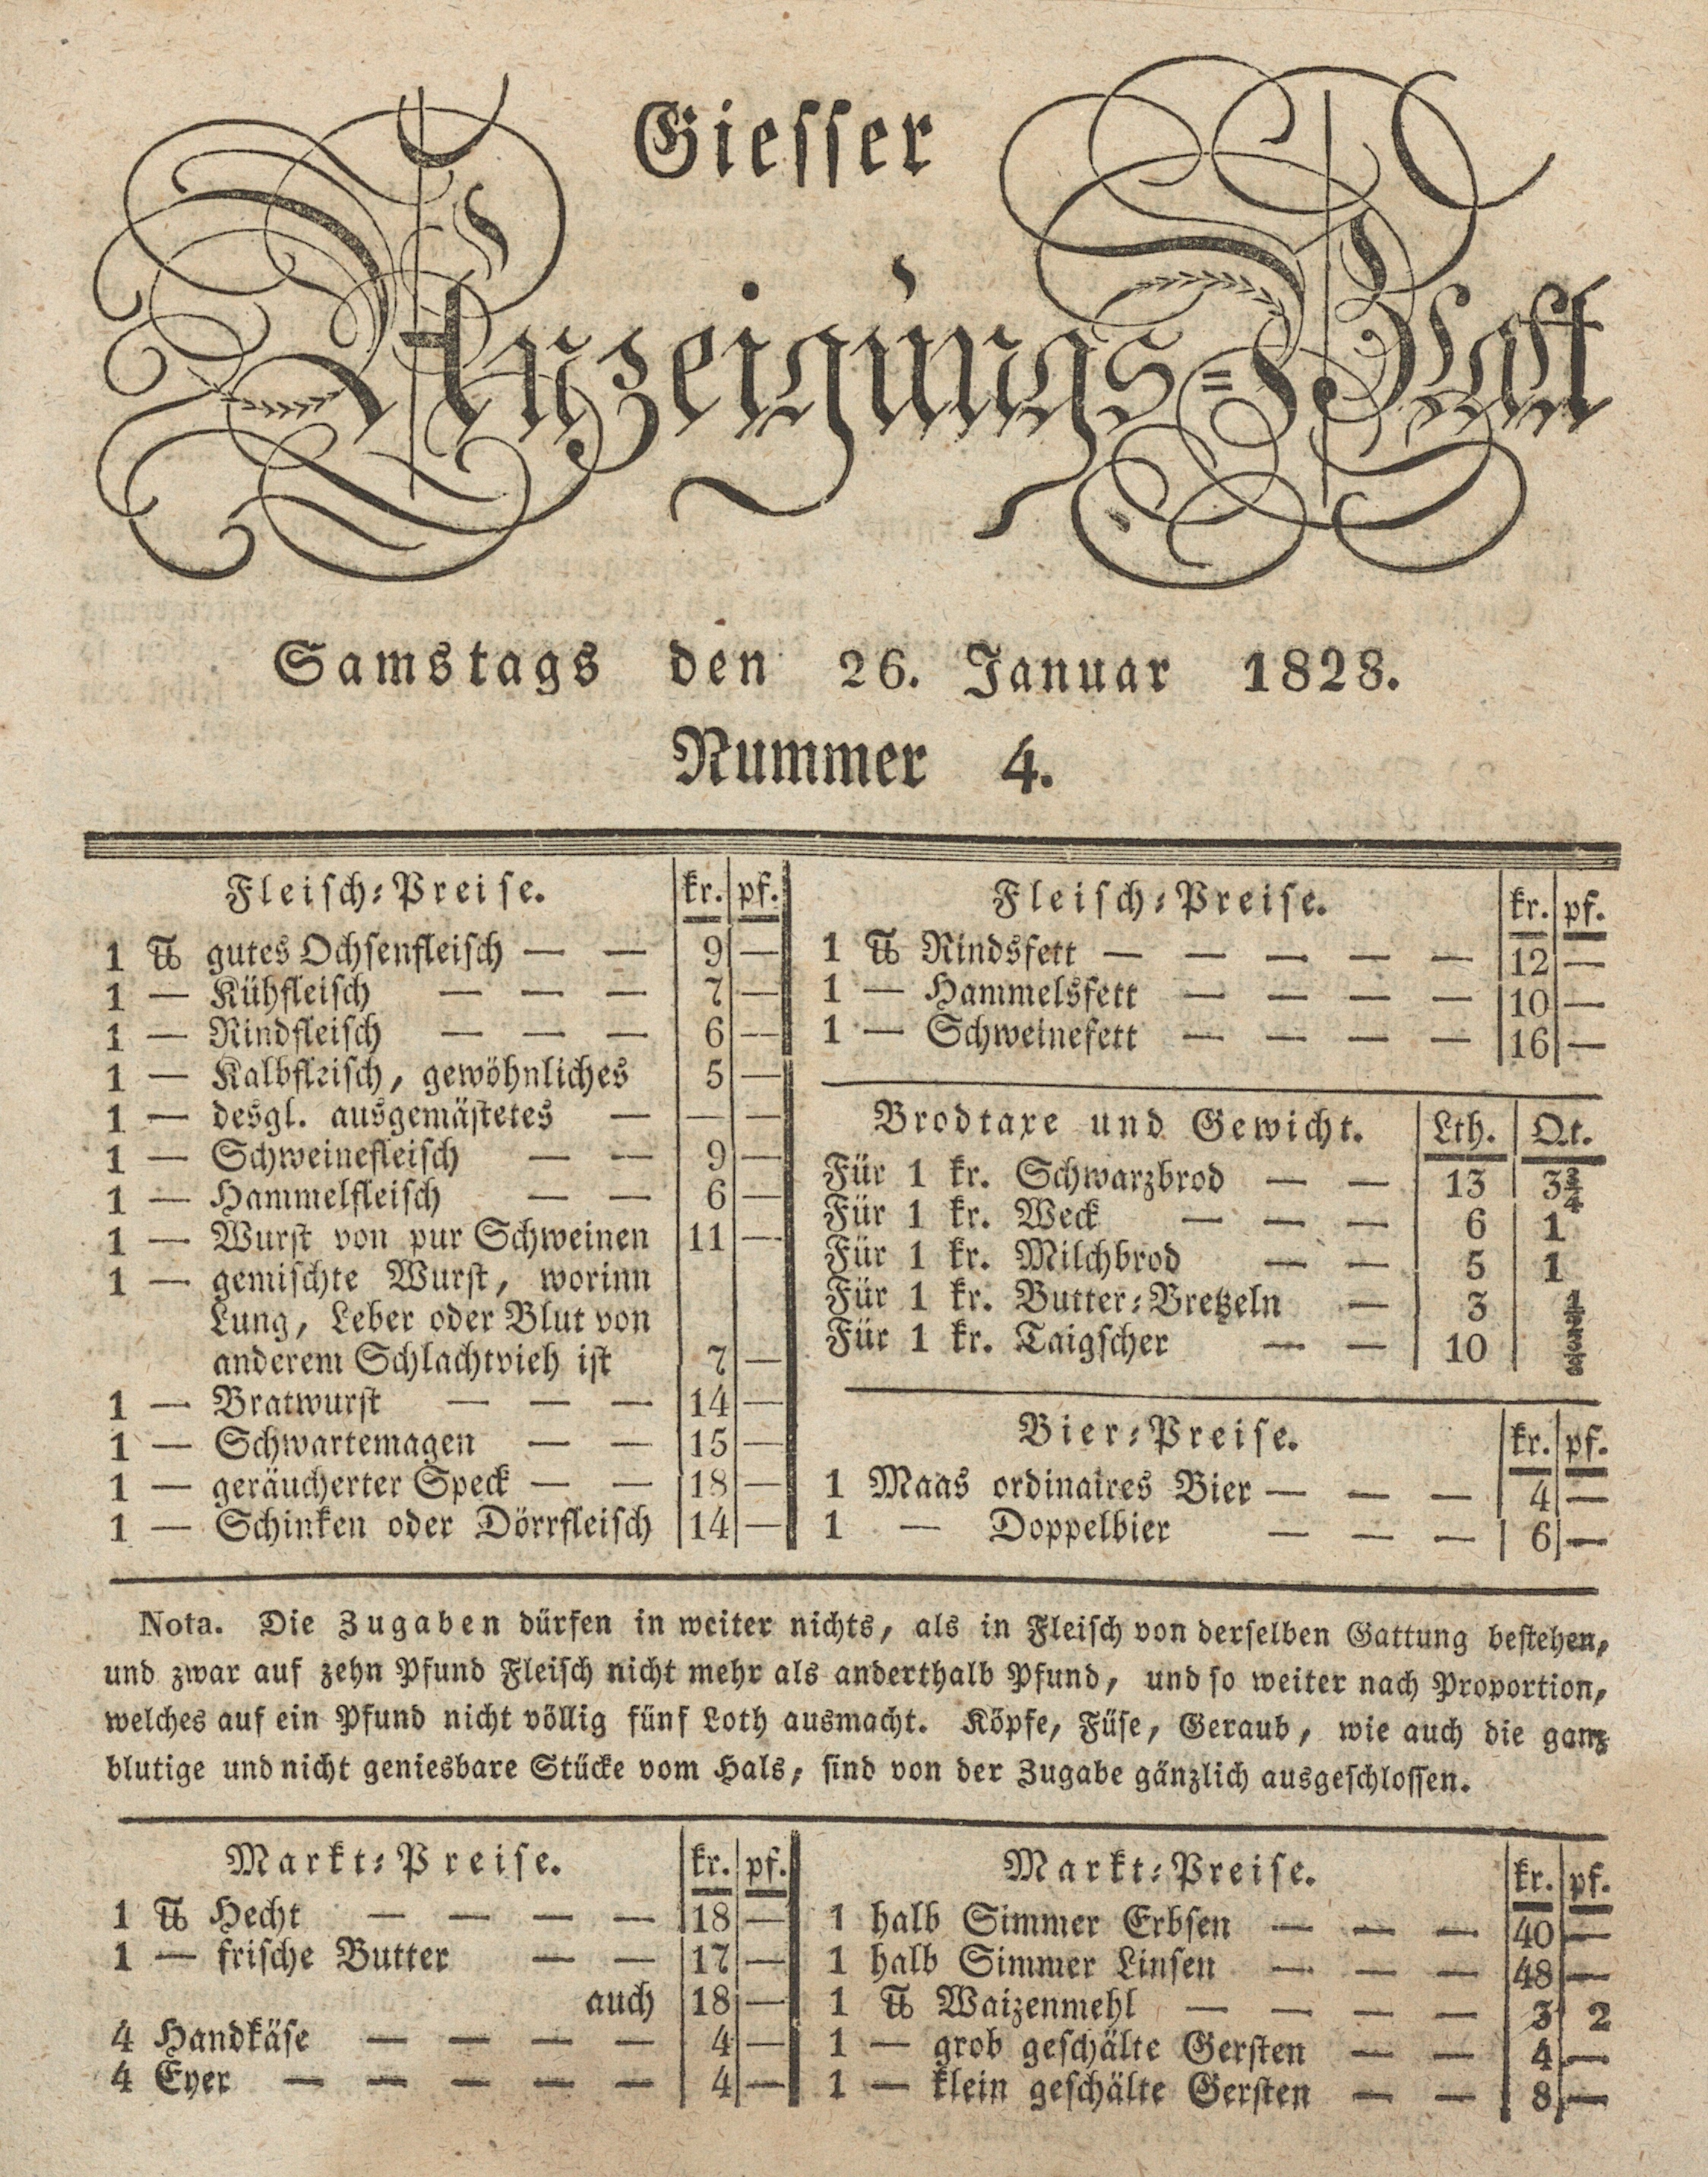 Giesser
Anzeigungs=Blatt
Samstags den 26. Januar 1828.
Nummer 4.
Fleisch=Preise. kr. pf.
1 ℔ gutes Ochsenfleisch — — 9 —
1 — Kühfleisch — — — 7 —
1 — Rindfleisch — — — 6 —
1 — Kalbfleisch, gewöhnliches 5 —
1 — desgl. ausgemästetes — — —
1 — Schweinefleisch — — 9 —
1 — Hammelfleisch — — 6 —
1 — Wurst von pur Schweinen 11 —
1 — gemischte Wurst, worinn
Lung, Leber oder Blut von
anderem Schlachtvieh ist 7 —
1 — Bratwurst — — — 14 —
1 — Schwartemagen — — 15 —
1 — geräucherter Speck — — 18 —
1 — Schinken oder Dörrfleisch 14 —
Fleisch=Preise. kr. pf.
1 ℔ Rindsfett — — — — — 12 —
1 — Hammelsfett — — — — 10 —
1 — Schweinefett — — — — 16 —
Brodtaxe und Gewicht. Lth. Qt.
Für 1 kr. Schwarzbrod — — 13 3¾
Für 1 kr. Weck — — — 6 1
Für 1 kr. Milchbrod — — 5 1
Für 1 kr. Butter=Bretzeln — 3
Für 1 kr. Taigscher — — 10
Bier=Preise. kr. pf.
1 Maas ordinaires Bier — — — 4 —
1 — Doppelbier — — — 6 —
Nota. Die Zugaben dürfen in weiter nichts, als in Fleisch von derselben Gattung bestehen,
und zwar auf zehn Pfund Fleisch nicht mehr als anderthalb Pfund, und so weiter nach Proportion,
welches auf ein Pfund nicht völlig fünf Loth ausmacht. Köpfe, Füse, Geraub, wie auch die ganz
blutige und nicht geniesbare Stücke vom Hals, sind von der Zugabe gänzlich ausgeschlossen.
Markt=Preise. kr. pf.
1 ℔ Hecht — — — — 18 —
1 — frische Butter — — 17 —
auch 18 —
4 Handkäse — — — — 4 —
4 Eyer — — — — — 4 —
Markt=Preise. kr. pf.
1 halb Simmer Erbsen — — — 40 —
1 halb Simmer Linsen — — — 48 —
1 ℔ Waizenmehl — — — — 3 2
1 — grob geschälte Gersten — — 4 —
1 — klein geschälte Gersten — — 8 —